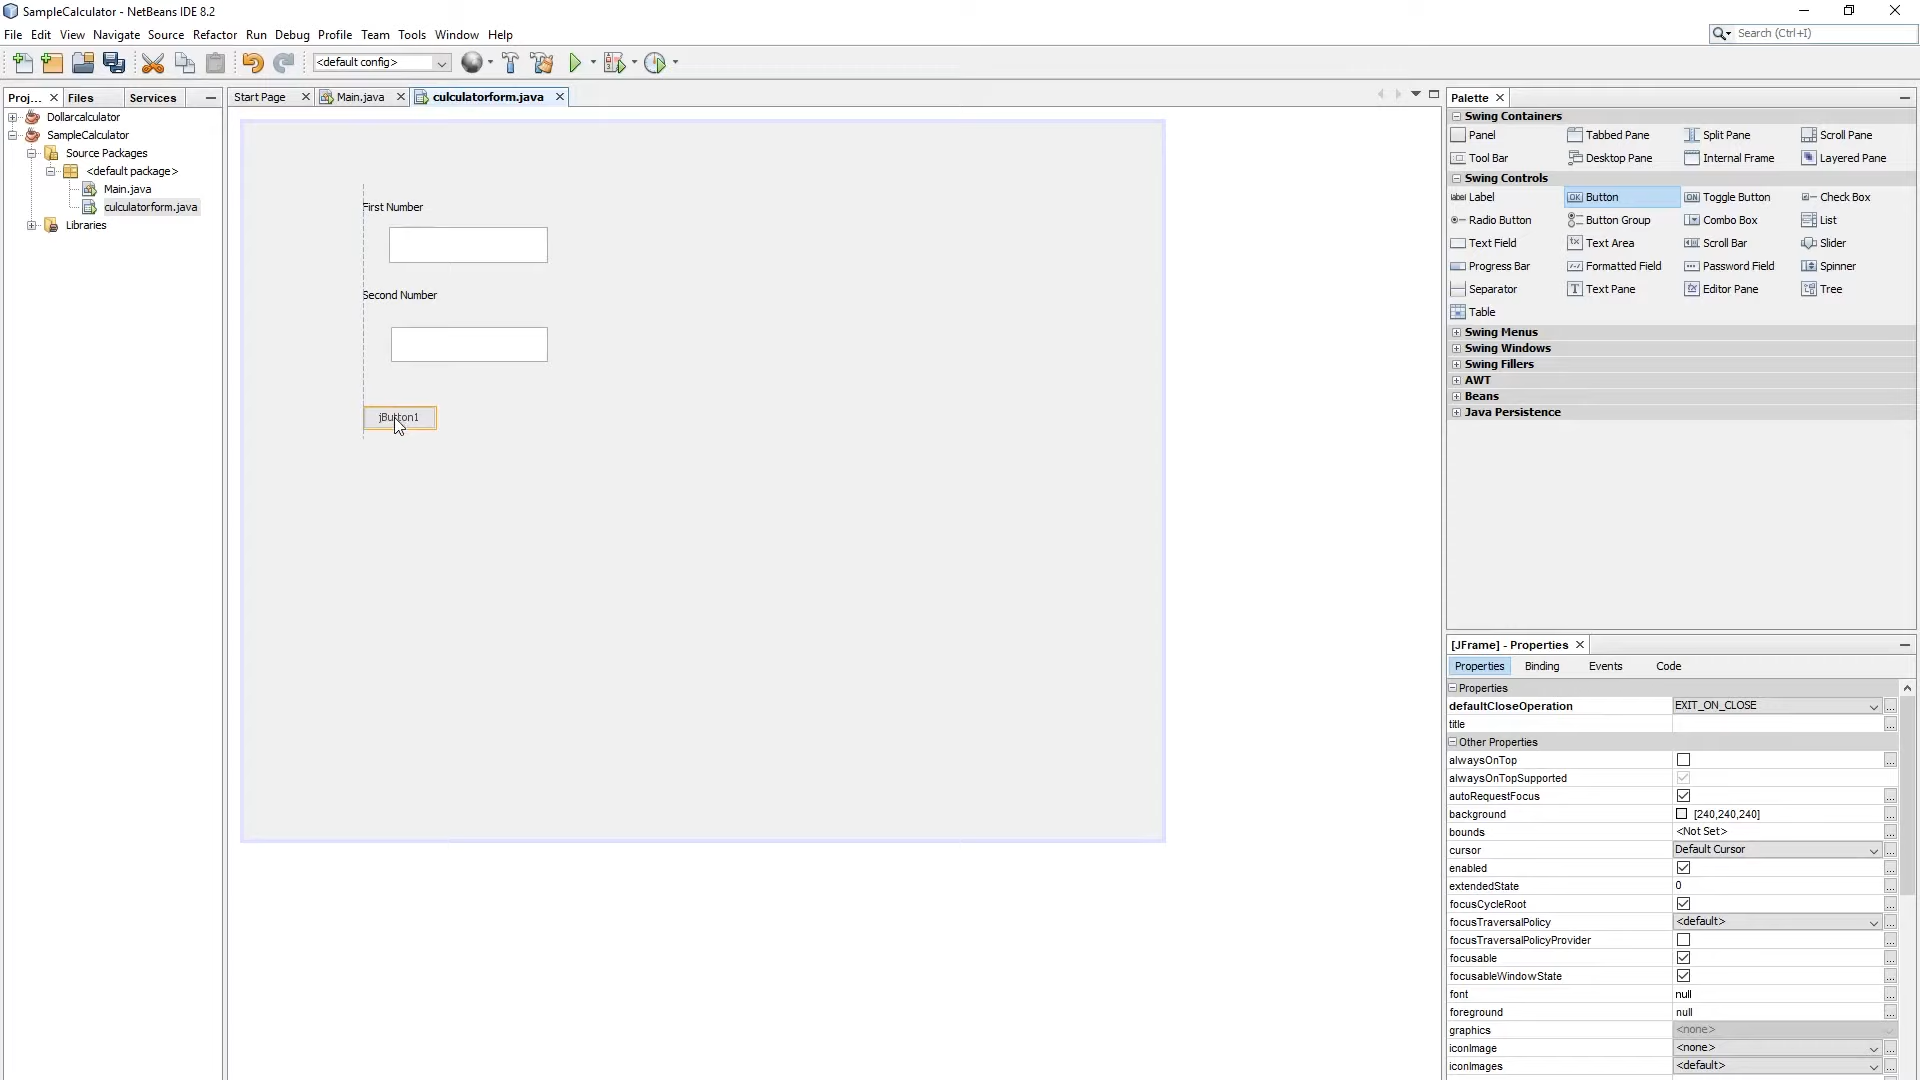 SampleCalculator - NetBeans IDE 8.2
File Edit View Navigate Source Refactor Run Debug Profile Team Tools Window Help
Search (Ctrl+I)
<default config>
Proj... Files Services
Start Page Main.java culculatorform.java
Dollarcalculator
SampleCalculator
Source Packages
<default package>
Main.java
culculatorform.java
Libraries
First Number
Second Number
jButton1
Palette
Swing Containers
Panel Tabbed Pane Split Pane Scroll Pane
Tool Bar Desktop Pane Internal Frame Layered Pane
Swing Controls
label Label OK Button ON Toggle Button Check Box
Radio Button Button Group Combo Box List
Text Field Text Area Scroll Bar Slider
Progress Bar Formatted Field Password Field Spinner
Separator T Text Pane Editor Pane Tree
Table
Swing Menus
Swing Windows
Swing Fillers
AWT
Beans
Java Persistence
[JFrame] - Properties
Properties Binding Events Code
Properties
defaultCloseOperation EXIT_ON_CLOSE ...
title ...
Other Properties
alwaysOnTop ...
alwaysOnTopSupported
autoRequestFocus ...
background [240,240,240] ...
bounds <Not Set> ...
cursor Default Cursor ...
enabled ...
extendedState 0 ...
focusCycleRoot ...
focusTraversalPolicy <default> ...
focusTraversalPolicyProvider ...
focusable ...
focusableWindowState ...
font null ...
foreground null ...
graphics <none>
iconImage <none> ...
iconImages <default> ...